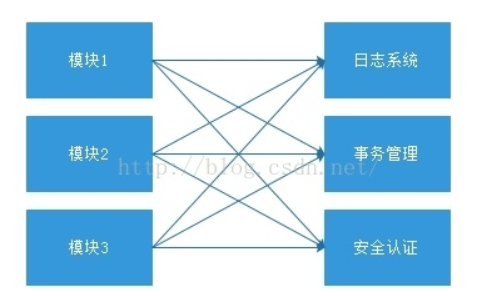 模块1
日志系统
模块2
事务管理
http://blog.csdn.net/
模块3
安全认证